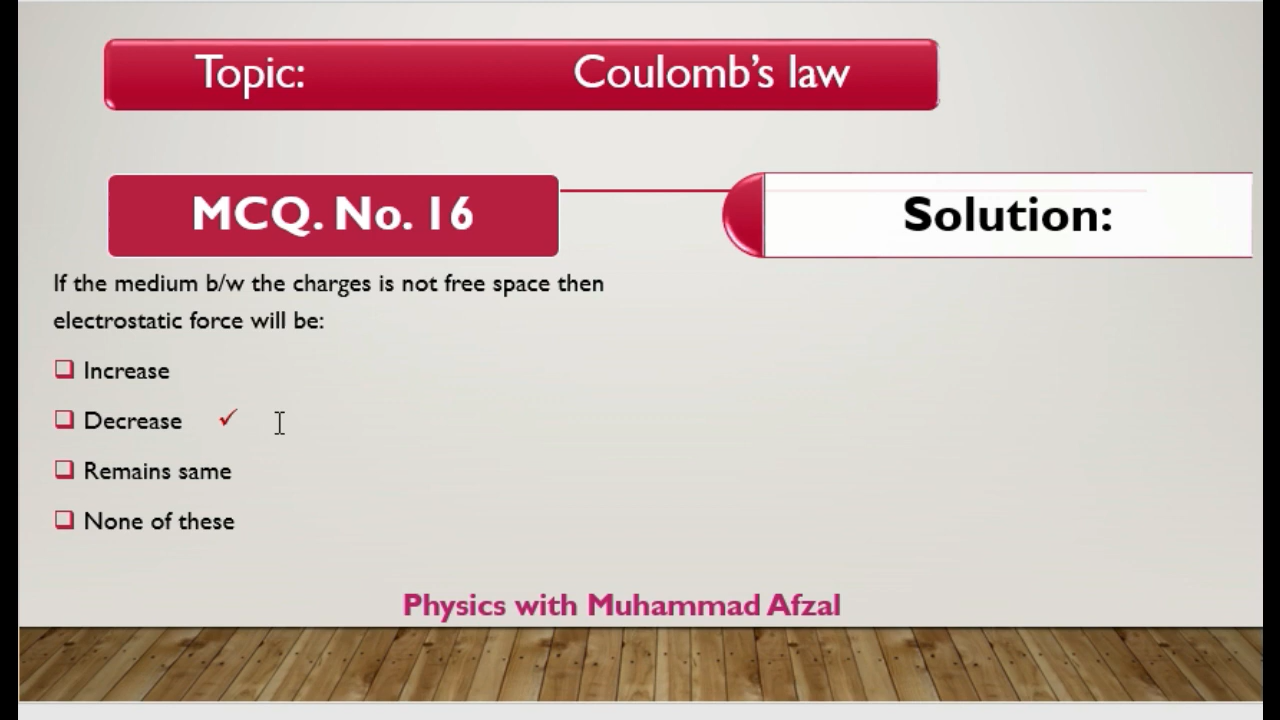 Topic: Coulomb's law
MCQ. No. 16
Solution:
If the medium b/w the charges is not free space then
electrostatic force will be:
❑ Increase
❑ Decrease ✓
❑ Remains same
❑ None of these
Physics with Muhammad Afzal